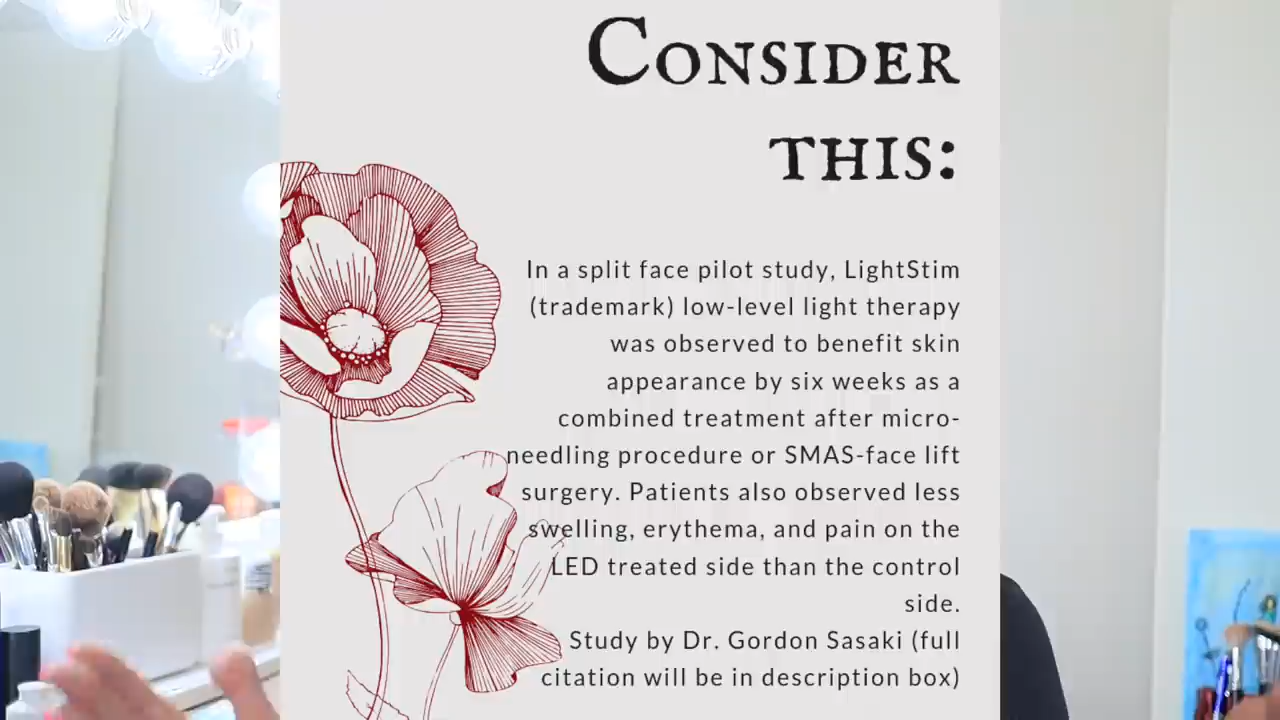 Consider
this:
In a split face pilot study, LightStim
(trademark) low-level light therapy
was observed to benefit skin
appearance by six weeks as a
combined treatment after micro-
needling procedure or SMAS-face lift
surgery. Patients also observed less
swelling, erythema, and pain on the
LED treated side than the control
side.
Study by Dr. Gordon Sasaki (full
citation will be in description box)